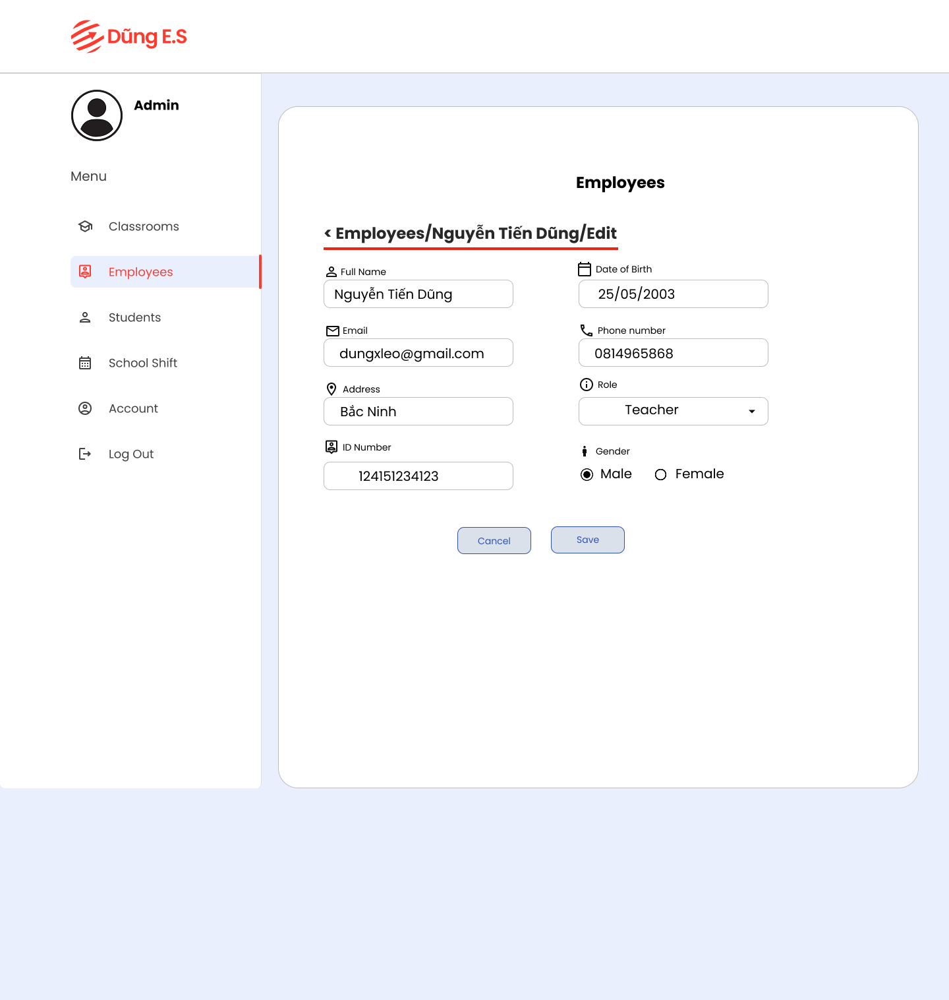 Dũng E.S
Admin
Menu
Classrooms
Employees
Students
School Shift
Account
Log Out
Employees
< Employees/Nguyễn Tiến Dũng/Edit
Full Name
Nguyễn Tiến Dũng
Date of Birth
25/05/2003
Email
dungxleo@gmail.com
Phone number
0814965868
Address
Bắc Ninh
Role
Teacher
ID Number
124151234123
Gender
Male Female
Cancel
Save